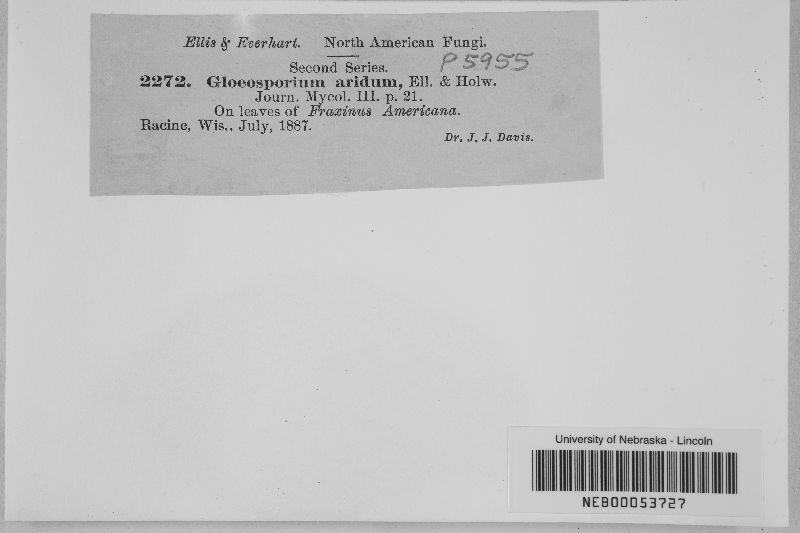 Ellis & Everhart. North American Fungi.
Second Series.
P 5955
2272. Gloeosporium aridum, Ell. & Holw.
Journ. Mycol. III. p. 21.
On leaves of Fraxinus Americana.
Racine, Wis., July, 1887.
Dr. J. J. Davis.
University of Nebraska - Lincoln
NEB00053727